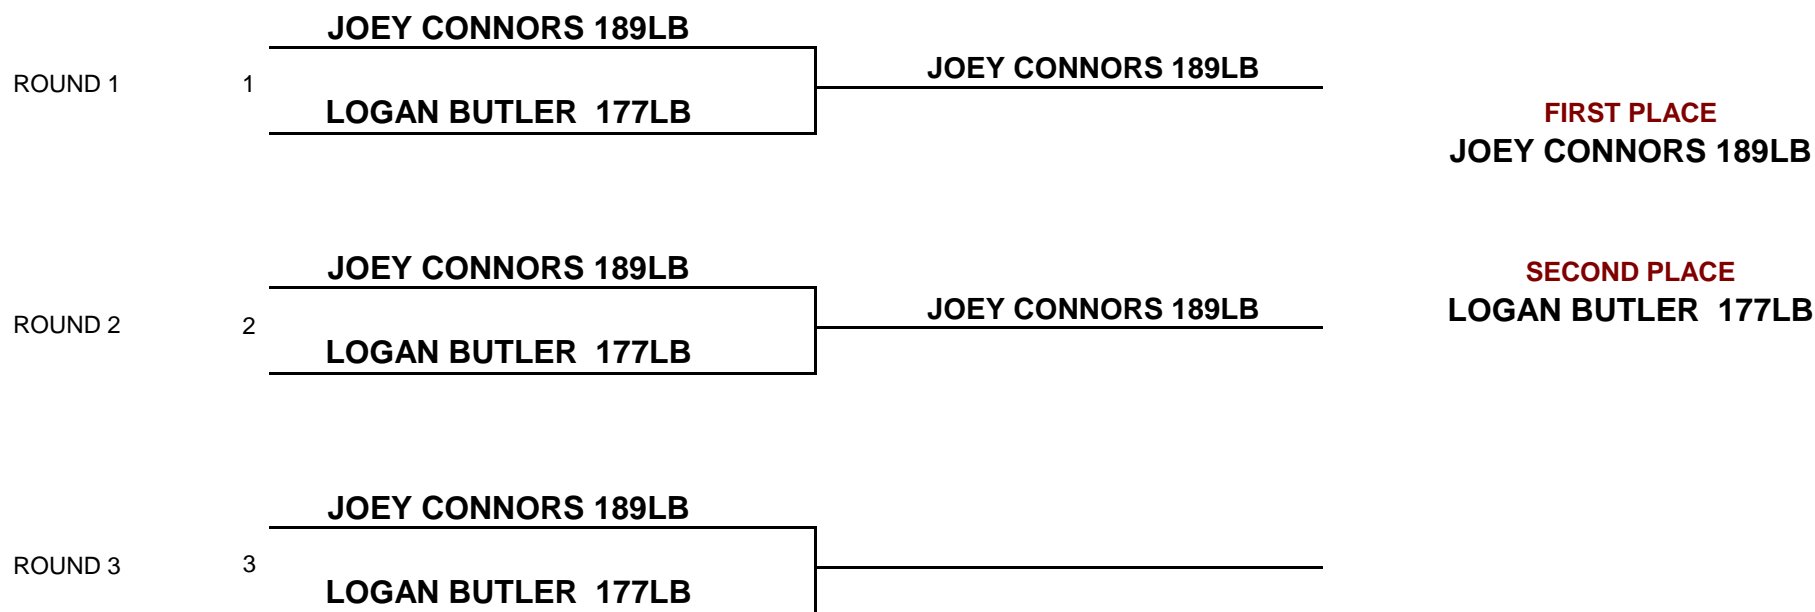 JOEY CONNORS 189LB
ROUND 1 1 JOEY CONNORS 189LB
LOGAN BUTLER  177LB
FIRST PLACE
JOEY CONNORS 189LB
JOEY CONNORS 189LB
SECOND PLACE
ROUND 2 2 JOEY CONNORS 189LB
LOGAN BUTLER  177LB
LOGAN BUTLER  177LB
JOEY CONNORS 189LB
ROUND 3 3
LOGAN BUTLER  177LB